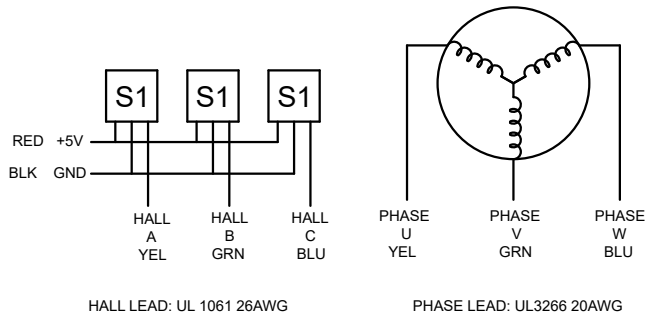 S1 S1 S1
RED +5V
BLK GND
HALL
A
YEL
HALL
B
GRN
HALL
C
BLU
PHASE
U
YEL
PHASE
V
GRN
PHASE
W
BLU
HALL LEAD: UL 1061 26AWG
PHASE LEAD: UL3266 20AWG